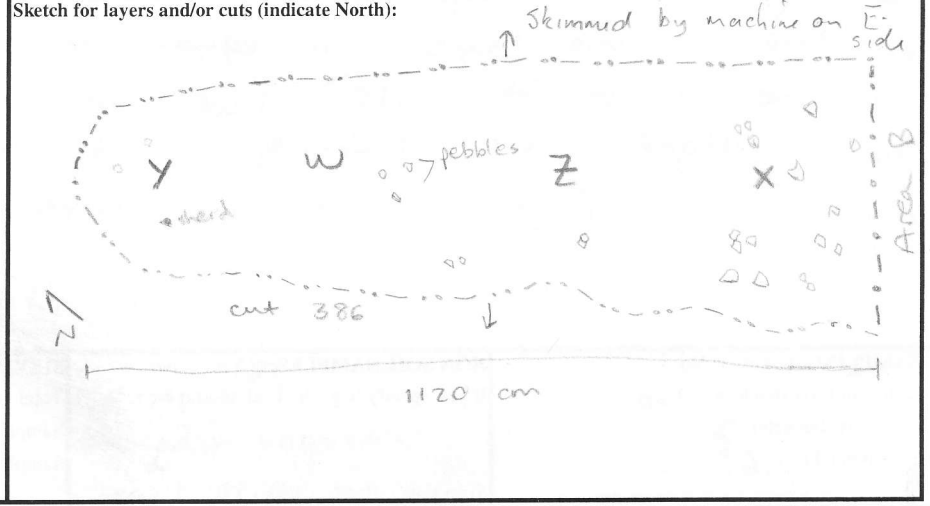 Sketch for layers and/or cuts (indicate North):
Skimmed by machine on E.
side
Y
W
pebbles
Z
X
sherd
Area B
cut 386
N
1120 cm